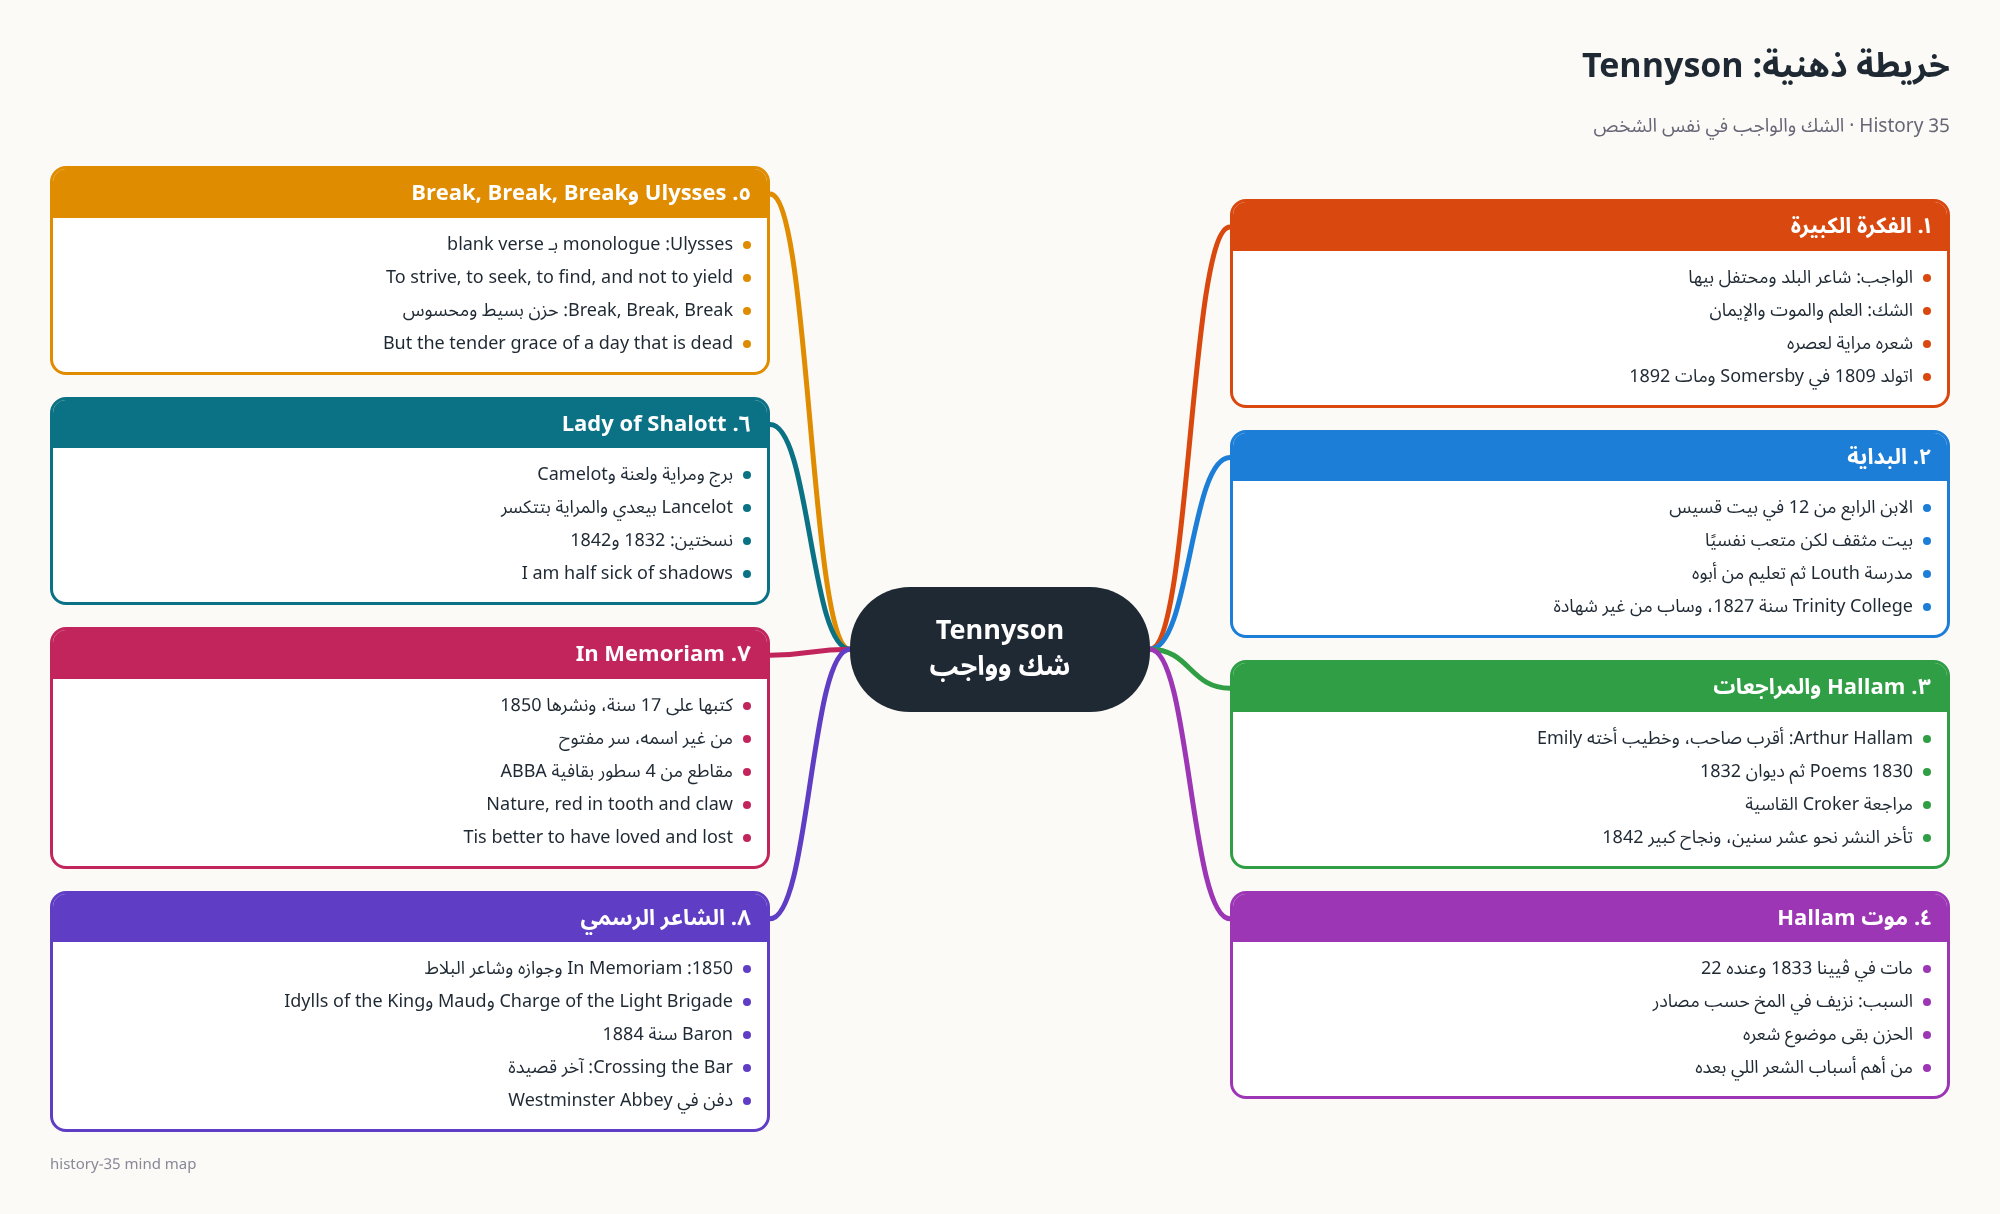 خريطة ذهنية: Tennyson
History 35 · الشك والواجب في نفس الشخص
١. الفكرة الكبيرة
الواجب: شاعر البلد ومحتفل بيها
الشك: العلم والموت والإيمان
شعره مراية لعصره
اتولد 1809 في Somersby ومات 1892
٢. البداية
الابن الرابع من 12 في بيت قسيس
بيت مثقف لكن متعب نفسيًا
مدرسة Louth ثم تعليم من أبوه
Trinity College سنة 1827، وساب من غير شهادة
٣. Hallam والمراجعات
Arthur Hallam: أقرب صاحب، وخطيب أخته Emily
Poems 1830 ثم ديوان 1832
مراجعة Croker القاسية
تأخر النشر نحو عشر سنين، ونجاح كبير 1842
٤. موت Hallam
مات في ڤيينا 1833 وعنده 22
السبب: نزيف في المخ حسب مصادر
الحزن بقى موضوع شعره
من أهم أسباب الشعر اللي بعده
Tennyson
شك وواجب
٥. Ulysses وBreak, Break, Break
Ulysses: monologue بـ blank verse
To strive, to seek, to find, and not to yield
Break, Break, Break: حزن بسيط ومحسوس
But the tender grace of a day that is dead
٦. Lady of Shalott
برج ومراية ولعنة وCamelot
Lancelot بيعدي والمراية بتتكسر
نسختين: 1832 و1842
I am half sick of shadows
٧. In Memoriam
كتبها على 17 سنة، ونشرها 1850
من غير اسمه، سر مفتوح
مقاطع من 4 سطور بقافية ABBA
Nature, red in tooth and claw
Tis better to have loved and lost
٨. الشاعر الرسمي
1850: In Memoriam وجوازه وشاعر البلاط
Charge of the Light Brigade وMaud وIdylls of the King
Baron سنة 1884
Crossing the Bar: آخر قصيدة
دفن في Westminster Abbey
history-35 mind map